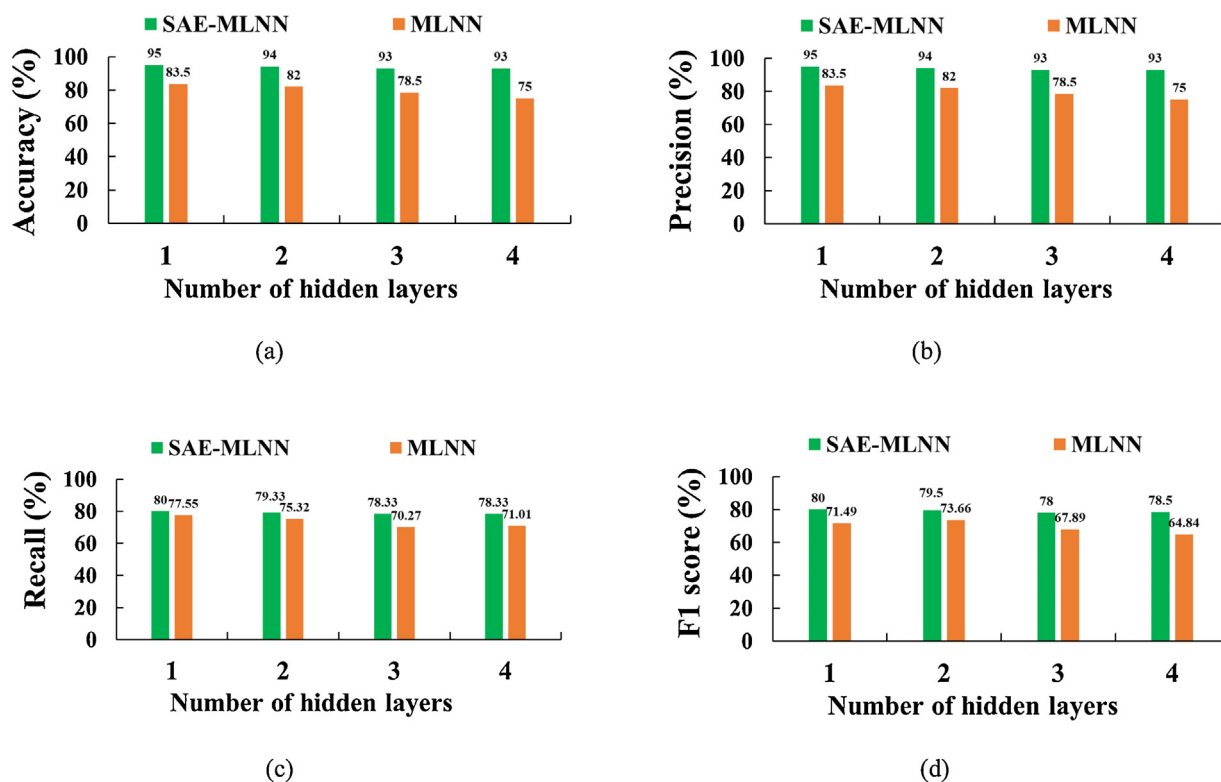 SAE-MLNN MLNN
Accuracy (%)
100
80
60
40
20
0
95 83.5 94 82 93 78.5 93 75
1 2 3 4
Number of hidden layers
(a)
SAE-MLNN MLNN
Precision (%)
100
80
60
40
20
0
95 83.5 94 82 93 78.5 93 75
1 2 3 4
Number of hidden layers
(b)
SAE-MLNN MLNN
Recall (%)
100
80
60
40
20
0
80 77.55 79.33 75.32 78.33 70.27 78.33 71.01
1 2 3 4
Number of hidden layers
(c)
SAE-MLNN MLNN
F1 score (%)
100
80
60
40
20
0
80 71.49 79.5 73.66 78 67.89 78.5 64.84
1 2 3 4
Number of hidden layers
(d)